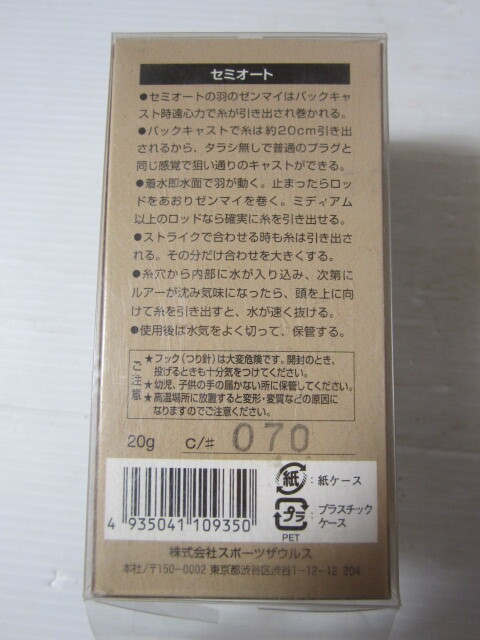 セミオート
●セミオートの羽のゼンマイはバックキャ
スト時遠心力で糸が引き出され巻かれる。
●バックキャストで糸は約20cm引き出
されるから、タラシ無しで普通のプラグと
同じ感覚で狙い通りのキャストができる。
●着水即水面で羽が動く。止まったらロッ
ドをあおりゼンマイを巻く。ミディアム
以上のロッドなら確実に糸を引き出せる。
●ストライクで合わせる時も糸は引き出さ
れる。その分だけ合わせを大きくする。
●糸穴から内部に水が入り込み、次第に
ルアーが沈み気味になったら、頭を上に向
けて糸を引き出すと、水が速く抜ける。
●使用後は水気をよく切って、保管する。
ご注意
★フック（つり針）は大変危険です。開封のとき、
投げるときも十分気をつけてください。
★幼児、子供の手の届かない所に保管してください。
★高温場所に放置すると変形・変質などの原因に
なりますのでご注意ください。
20g C/# 070
紙 : 紙ケース
プラ : プラスチック
ケース
PET
4 935041 109350
株式会社スポーツザウルス
本社/〒150-0002 東京都渋谷区渋谷1-12-12 204